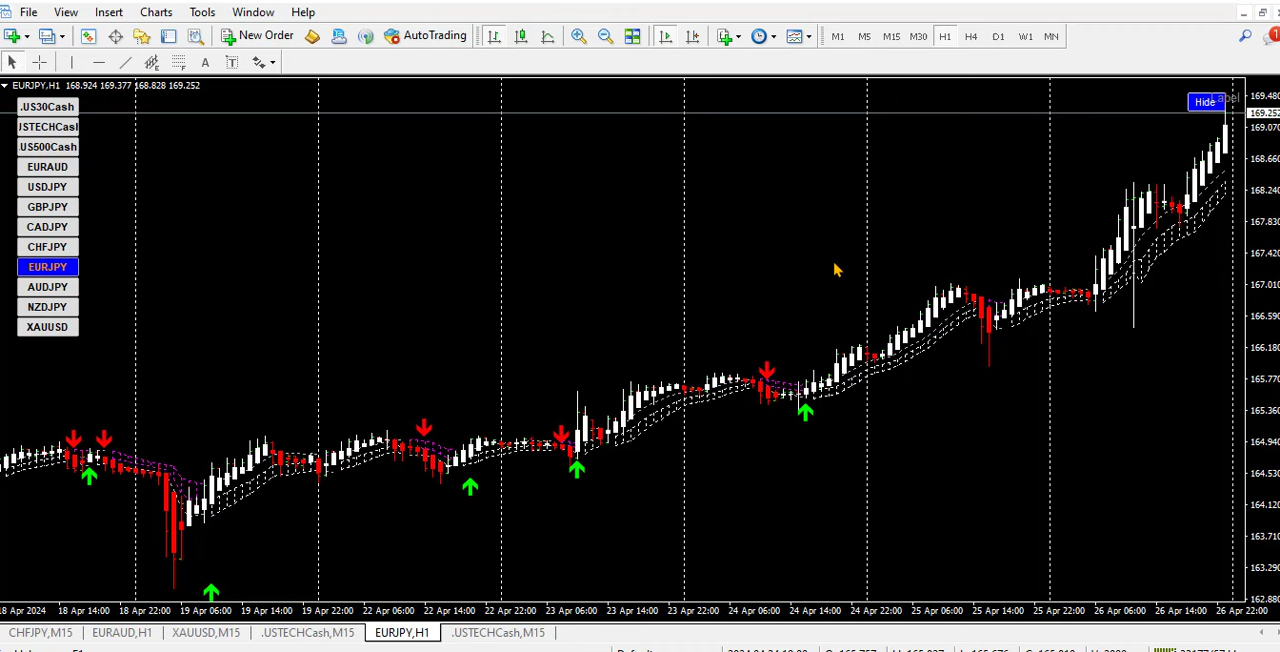 File View Insert Charts Tools Window Help
New Order AutoTrading M1 M5 M15 M30 H1 H4 D1 W1 MN
A T
EURJPY,H1 168.924 169.377 168.828 169.252
Hide
.US30Cash
USTECHCash
.US500Cash
EURAUD
USDJPY
GBPJPY
CADJPY
CHFJPY
EURJPY
AUDJPY
NZDJPY
XAUUSD
169.480
169.252
169.070
168.660
168.240
167.830
167.420
167.010
166.590
166.180
165.770
165.360
164.940
164.530
164.120
163.710
163.290
162.880
18 Apr 2024 18 Apr 14:00 18 Apr 22:00 19 Apr 06:00 19 Apr 14:00 19 Apr 22:00 22 Apr 06:00 22 Apr 14:00 22 Apr 22:00 23 Apr 06:00 23 Apr 14:00 23 Apr 22:00 24 Apr 06:00 24 Apr 14:00 24 Apr 22:00 25 Apr 06:00 25 Apr 14:00 25 Apr 22:00 26 Apr 06:00 26 Apr 14:00 26 Apr 22:00
CHFJPY,M15 EURAUD,H1 XAUUSD,M15 .USTECHCash,M15 EURJPY,H1 .USTECHCash,M15